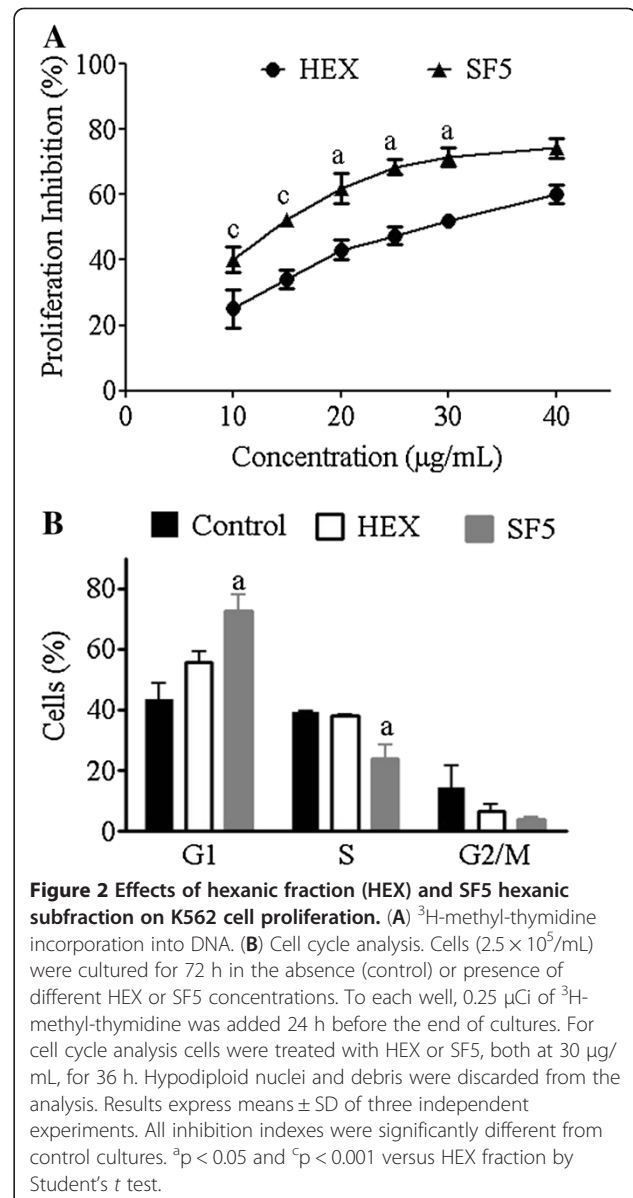 A
HEX SF5
100
80
60
40
20
0
Proliferation Inhibition (%)
c c a a a
0 10 20 30 40
Concentration (µg/mL)
B
Control HEX SF5
80
60
40
20
0
Cells (%)
a
a
G1 S G2/M
Figure 2 Effects of hexanic fraction (HEX) and SF5 hexanic
subfraction on K562 cell proliferation. (A) ³H-methyl-thymidine
incorporation into DNA. (B) Cell cycle analysis. Cells (2.5 × 10⁵/mL)
were cultured for 72 h in the absence (control) or presence of
different HEX or SF5 concentrations. To each well, 0.25 µCi of ³H-
methyl-thymidine was added 24 h before the end of cultures. For
cell cycle analysis cells were treated with HEX or SF5, both at 30 µg/
mL, for 36 h. Hypodiploid nuclei and debris were discarded from the
analysis. Results express means ± SD of three independent
experiments. All inhibition indexes were significantly different from
control cultures. ᵃp < 0.05 and ᶜp < 0.001 versus HEX fraction by
Student's t test.